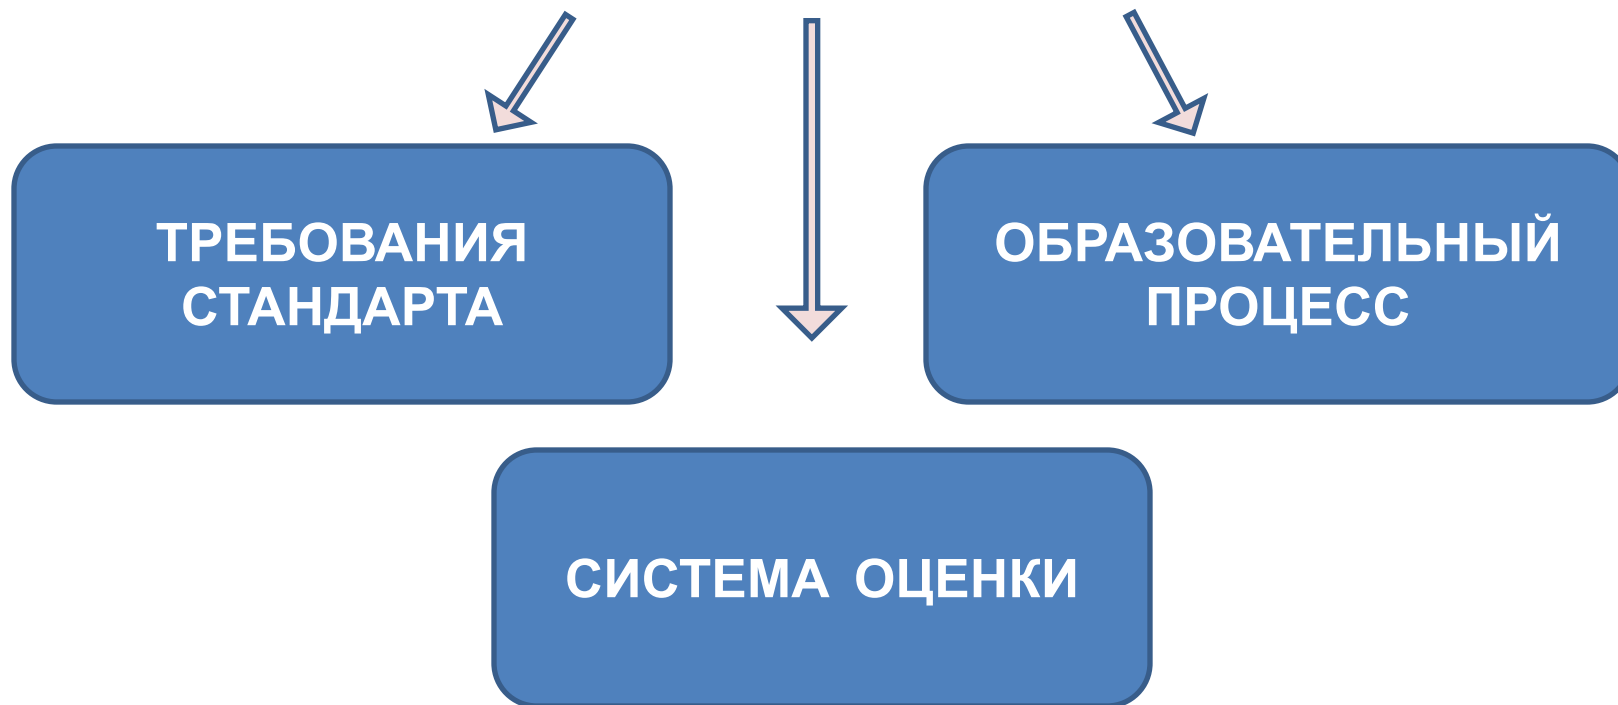 ТРЕБОВАНИЯ
СТАНДАРТА
ОБРАЗОВАТЕЛЬНЫЙ
ПРОЦЕСС
СИСТЕМА ОЦЕНКИ